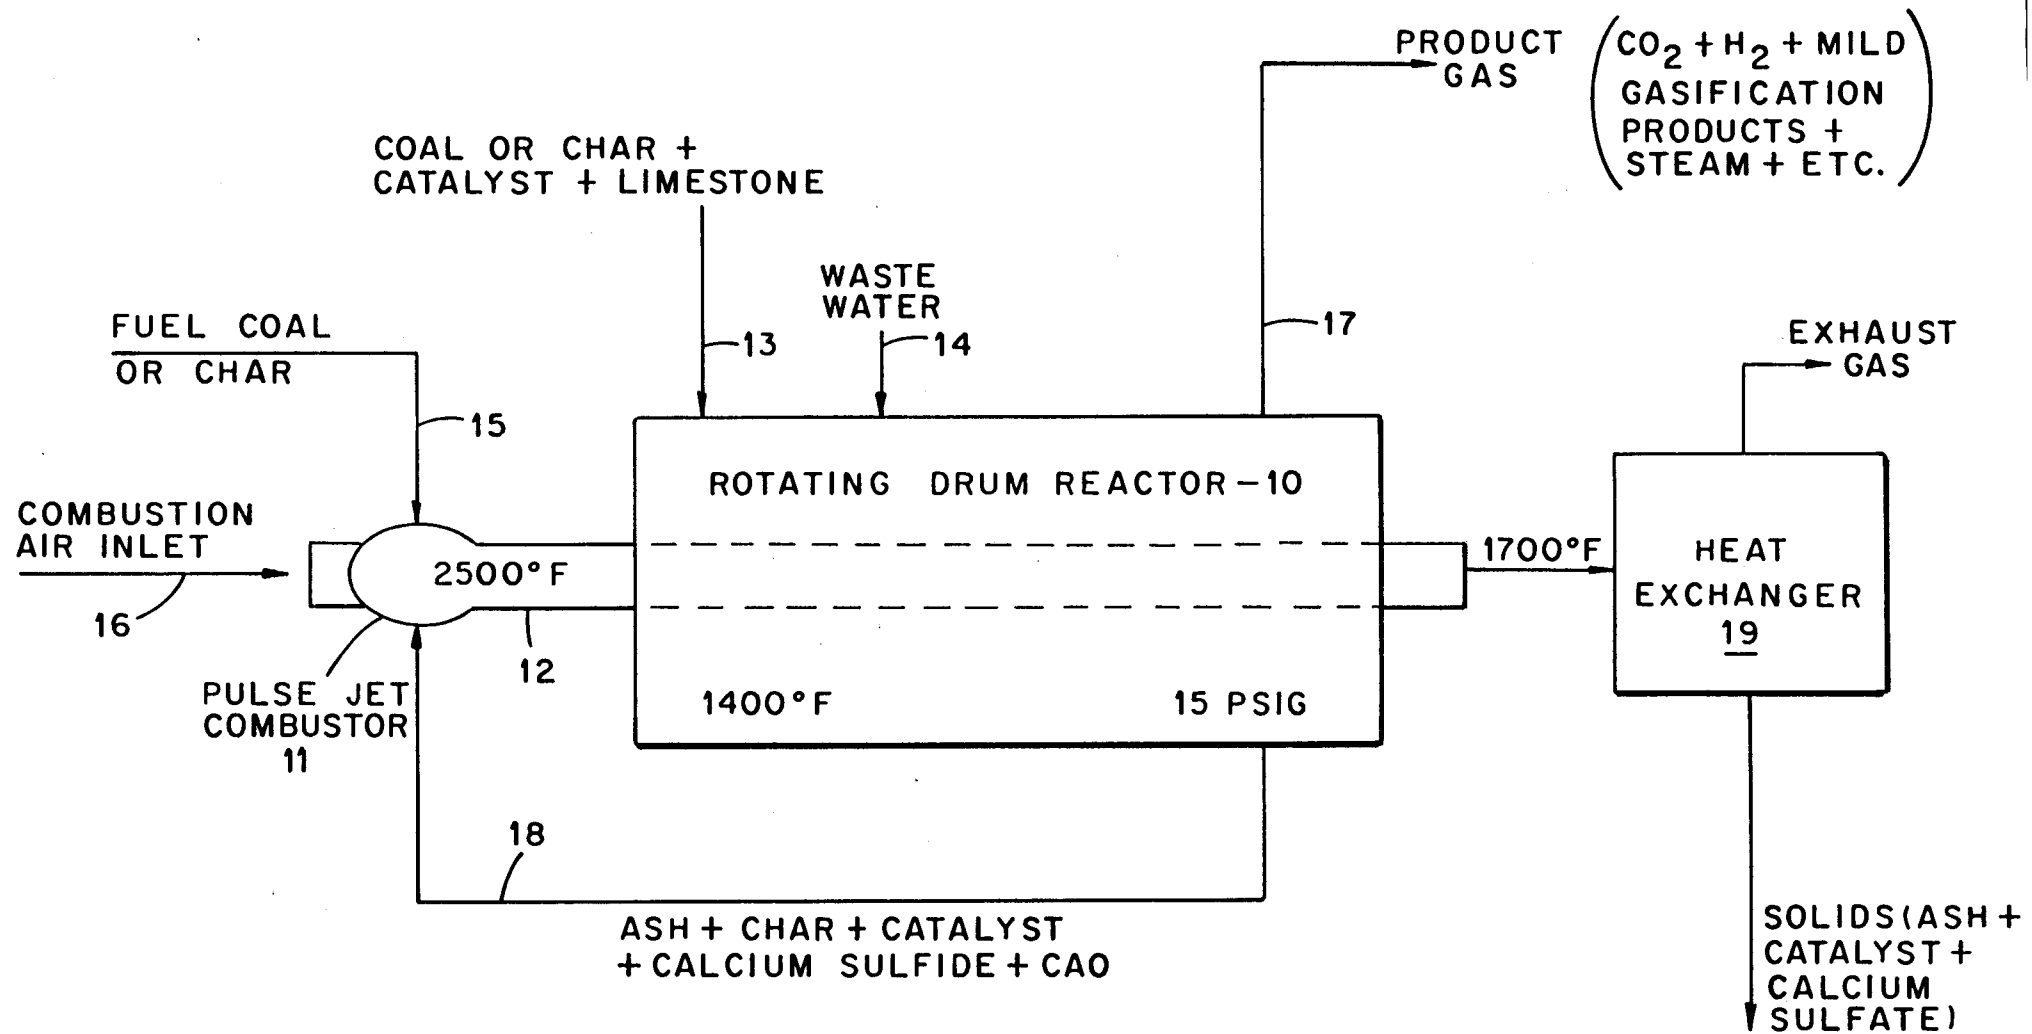 PRODUCT
GAS
CO2 + H2 + MILD
GASIFICATION
PRODUCTS +
STEAM + ETC.
COAL OR CHAR +
CATALYST + LIMESTONE
WASTE
WATER
FUEL COAL
OR CHAR
13
14
17
EXHAUST
GAS
15
ROTATING DRUM REACTOR-10
COMBUSTION
AIR INLET
2500°F
1700°F
HEAT
EXCHANGER
19
16
12
PULSE JET
COMBUSTOR
11
1400°F
15 PSIG
18
ASH + CHAR + CATALYST
+ CALCIUM SULFIDE + CAO
SOLIDS (ASH +
CATALYST +
CALCIUM
SULFATE)